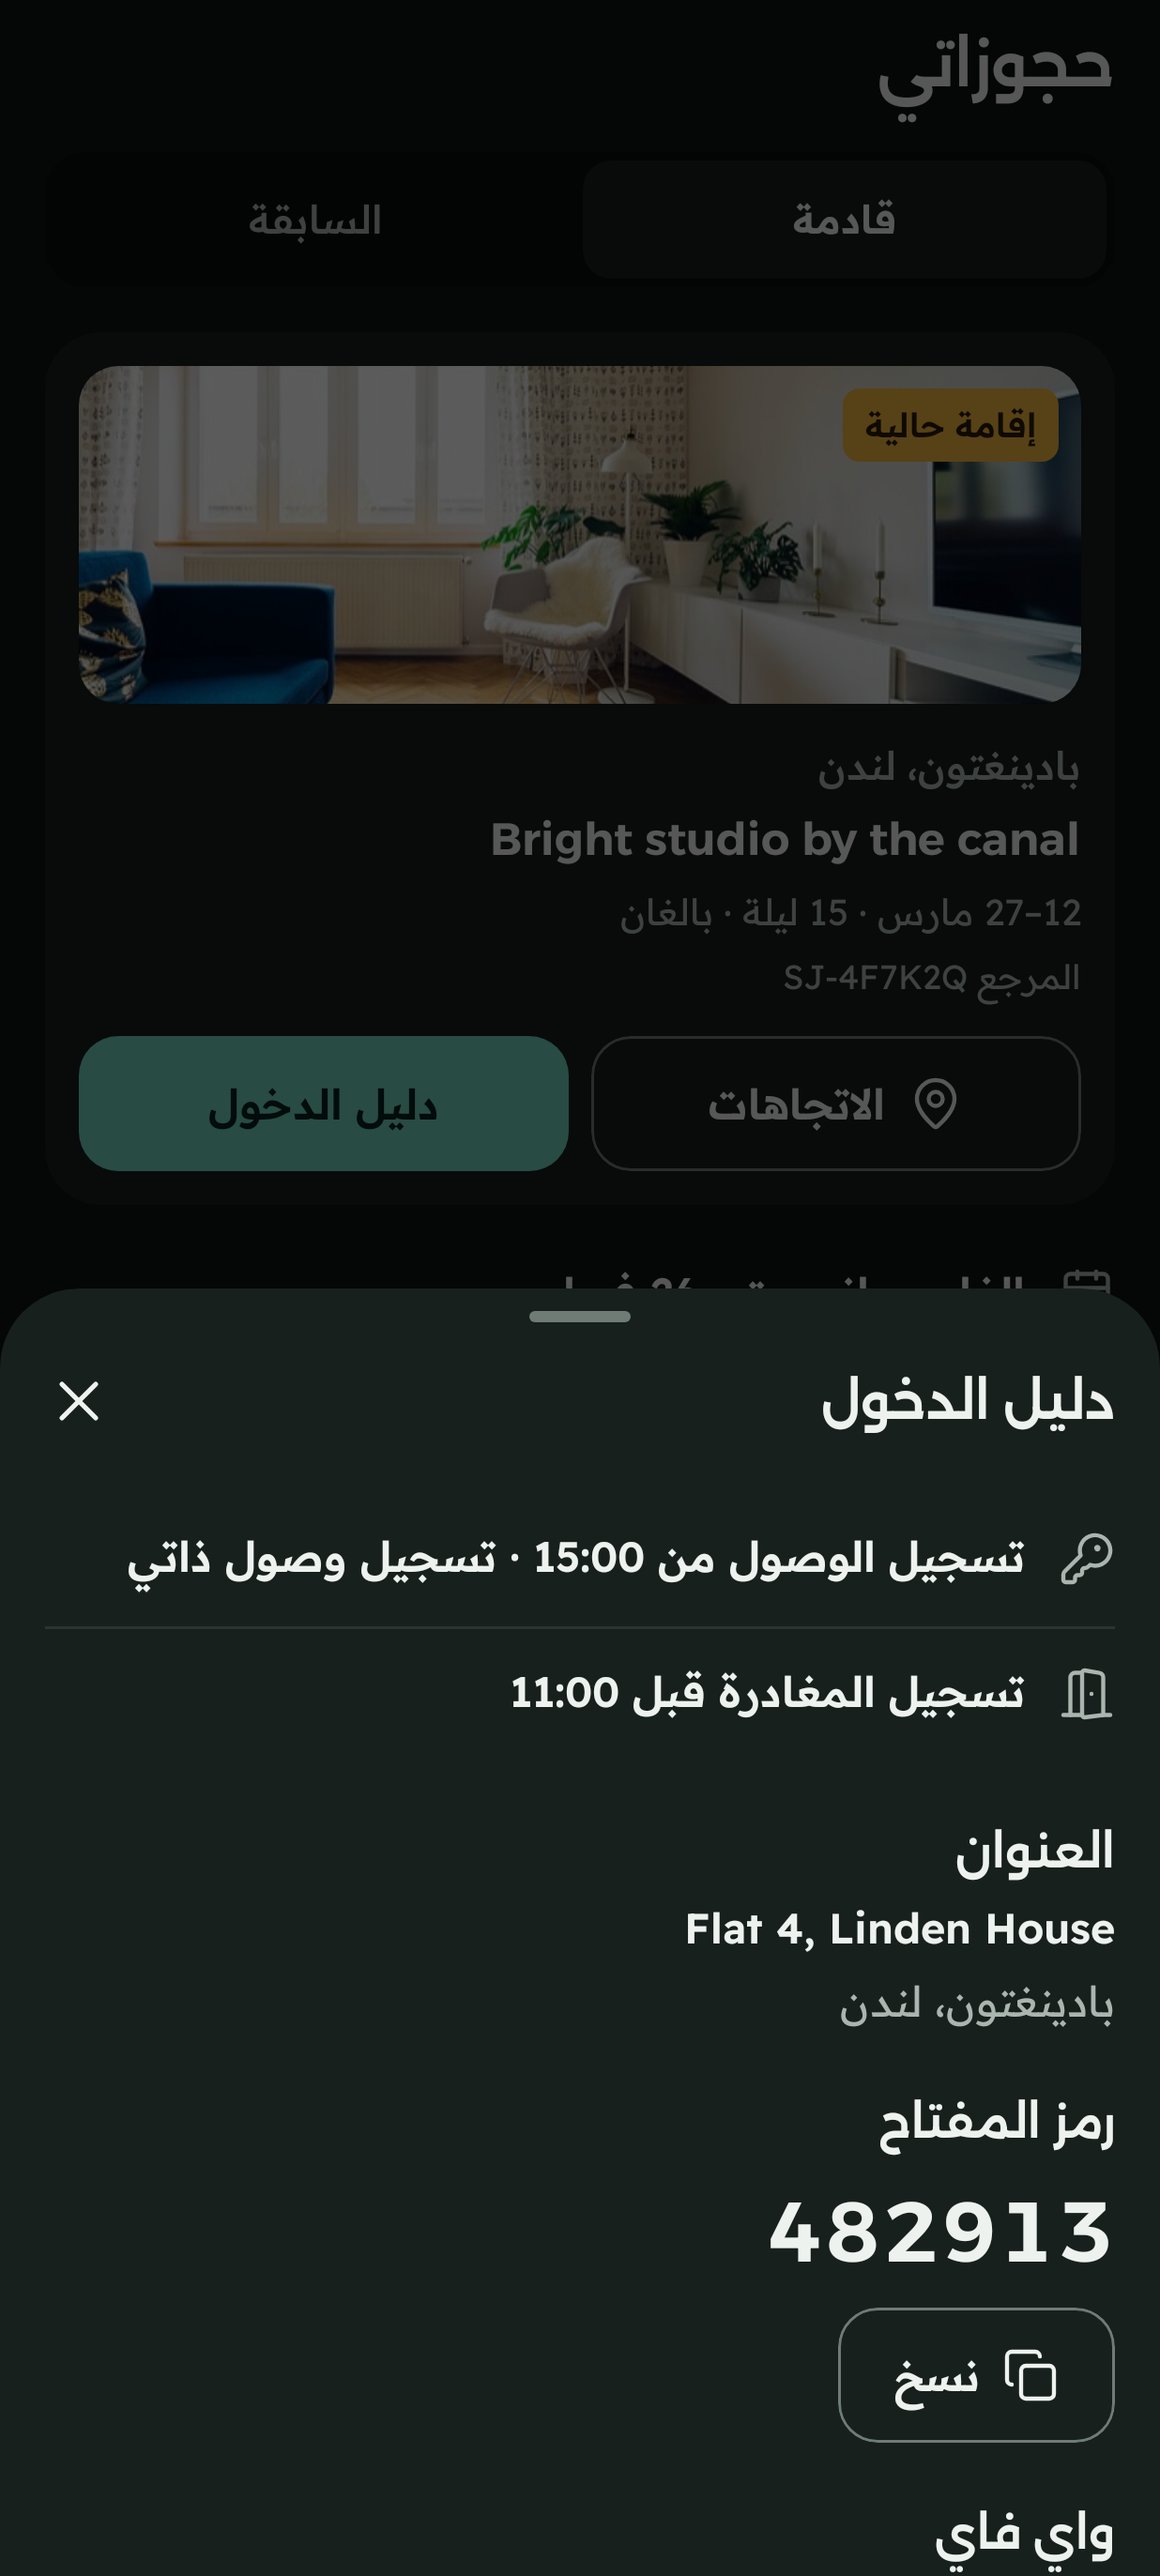 حجوزاتي
قادمة
السابقة
إقامة حالية
بادينغتون، لندن
Bright studio by the canal
12–27 مارس · 15 ليلة · بالغان
المرجع SJ-4F7K2Q
الاتجاهات
دليل الدخول
دليل الدخول
تسجيل الوصول من 15:00 · تسجيل وصول ذاتي
تسجيل المغادرة قبل 11:00
العنوان
Flat 4, Linden House
بادينغتون، لندن
رمز المفتاح
482913
نسخ
واي فاي